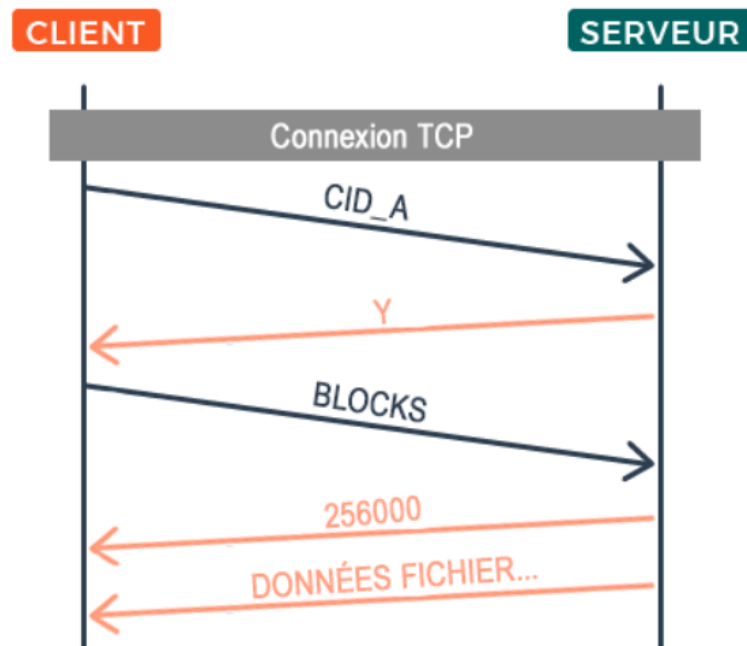 CLIENT
SERVEUR
Connexion TCP
CID_A
Y
BLOCKS
256000
DONNÉES FICHIER...